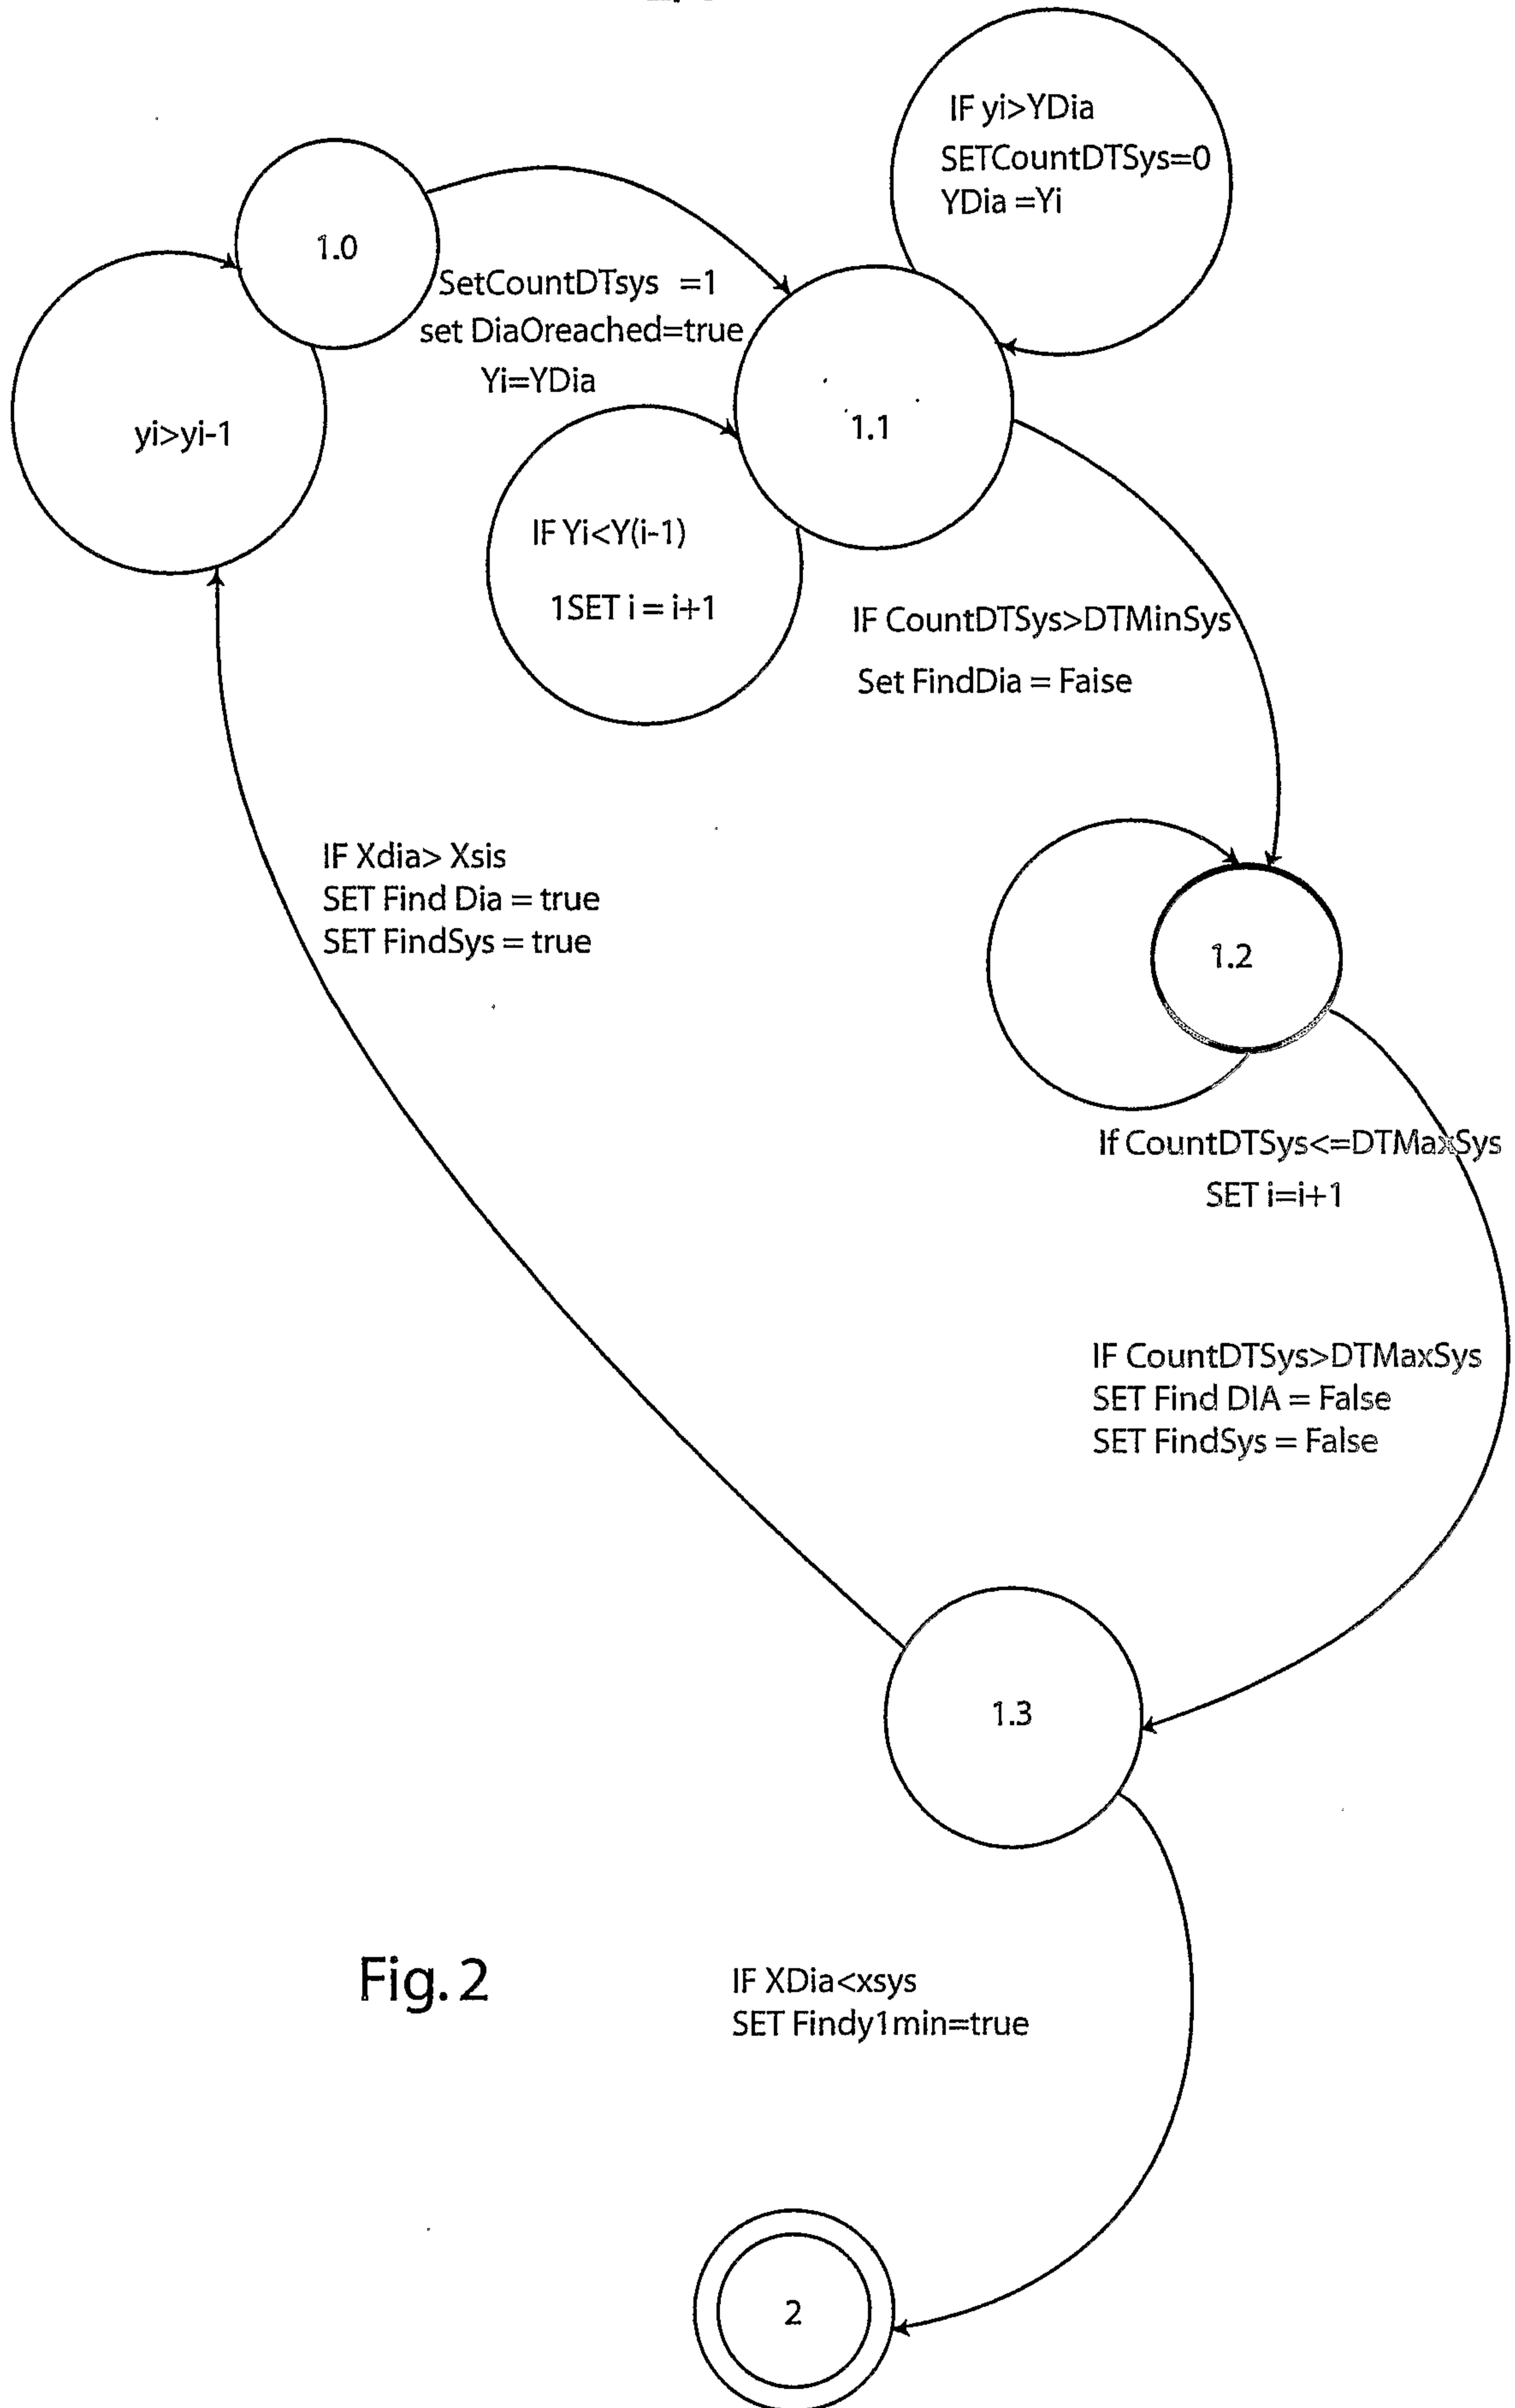 IF yi>YDia
SETCountDTSys=0
YDia =Yi
1.0
SetCountDTsys =1
set DiaOreached=true
Yi=YDia
yi>yi-1
1.1
IF Yi<Y(i-1)
1SET i = i+1
IF CountDTSys>DTMinSys
Set FindDia = Faise
IF Xdia> Xsis
SET Find Dia = true
SET FindSys = true
1.2
If CountDTSys<=DTMaxSys
SET i=i+1
IF CountDTSys>DTMaxSys
SET Find DIA = False
SET FindSys = False
1.3
Fig. 2
IF XDia<xsys
SET Findy1min=true
2